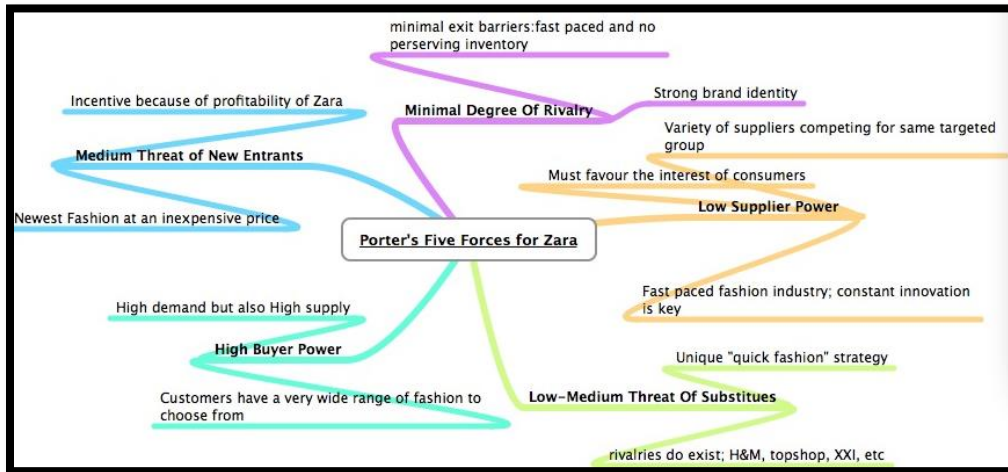 minimal exit barriers:fast paced and no
perserving inventory
Incentive because of profitability of Zara
Minimal Degree Of Rivalry
Strong brand identity
Medium Threat of New Entrants
Variety of suppliers competing for same targeted
group
Must favour the interest of consumers
Low Supplier Power
Newest Fashion at an inexpensive price
Porter's Five Forces for Zara
Fast paced fashion industry; constant innovation
is key
High demand but also High supply
High Buyer Power
Unique "quick fashion" strategy
Customers have a very wide range of fashion to
choose from
Low-Medium Threat Of Substitues
rivalries do exist; H&M, topshop, XXI, etc